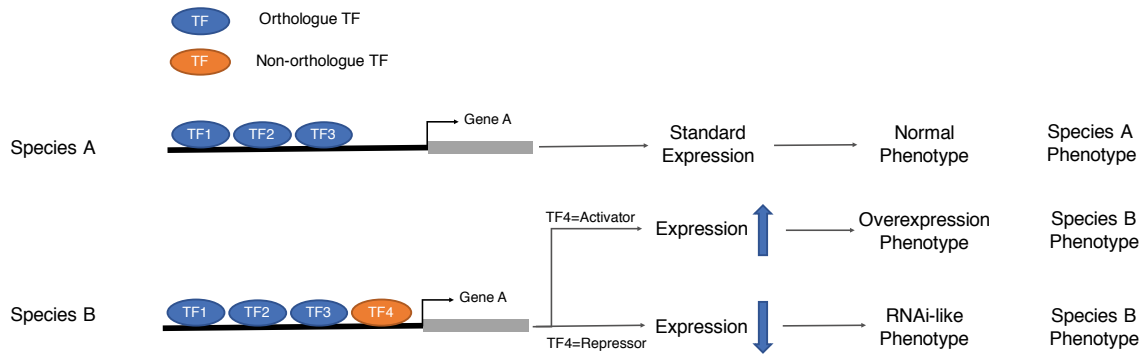 TF Orthologue TF
TF Non-orthologue TF
Species A
TF1 TF2 TF3
Gene A
Standard
Expression
Normal
Phenotype
Species A
Phenotype
Species B
TF1 TF2 TF3 TF4
Gene A
TF4=Activator
Expression
Overexpression
Phenotype
Species B
Phenotype
TF4=Repressor
Expression
RNAi-like
Phenotype
Species B
Phenotype